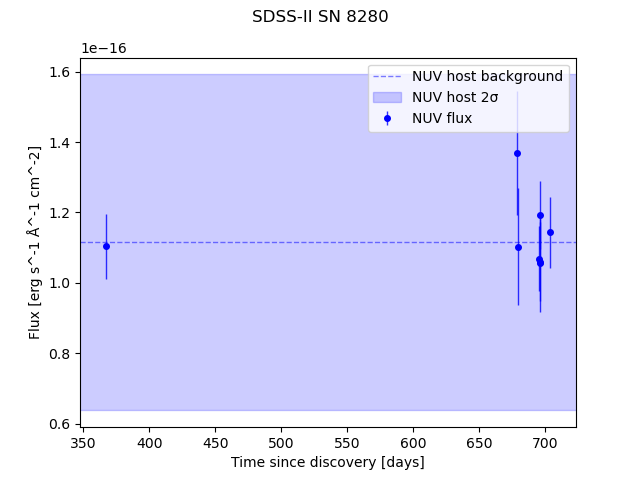 SDSS-II SN 8280
1e−16
NUV host background
NUV host 2σ
NUV flux
1.6
1.4
1.2
1.0
0.8
0.6
Flux [erg s^-1 Å^-1 cm^-2]
350 400 450 500 550 600 650 700
Time since discovery [days]